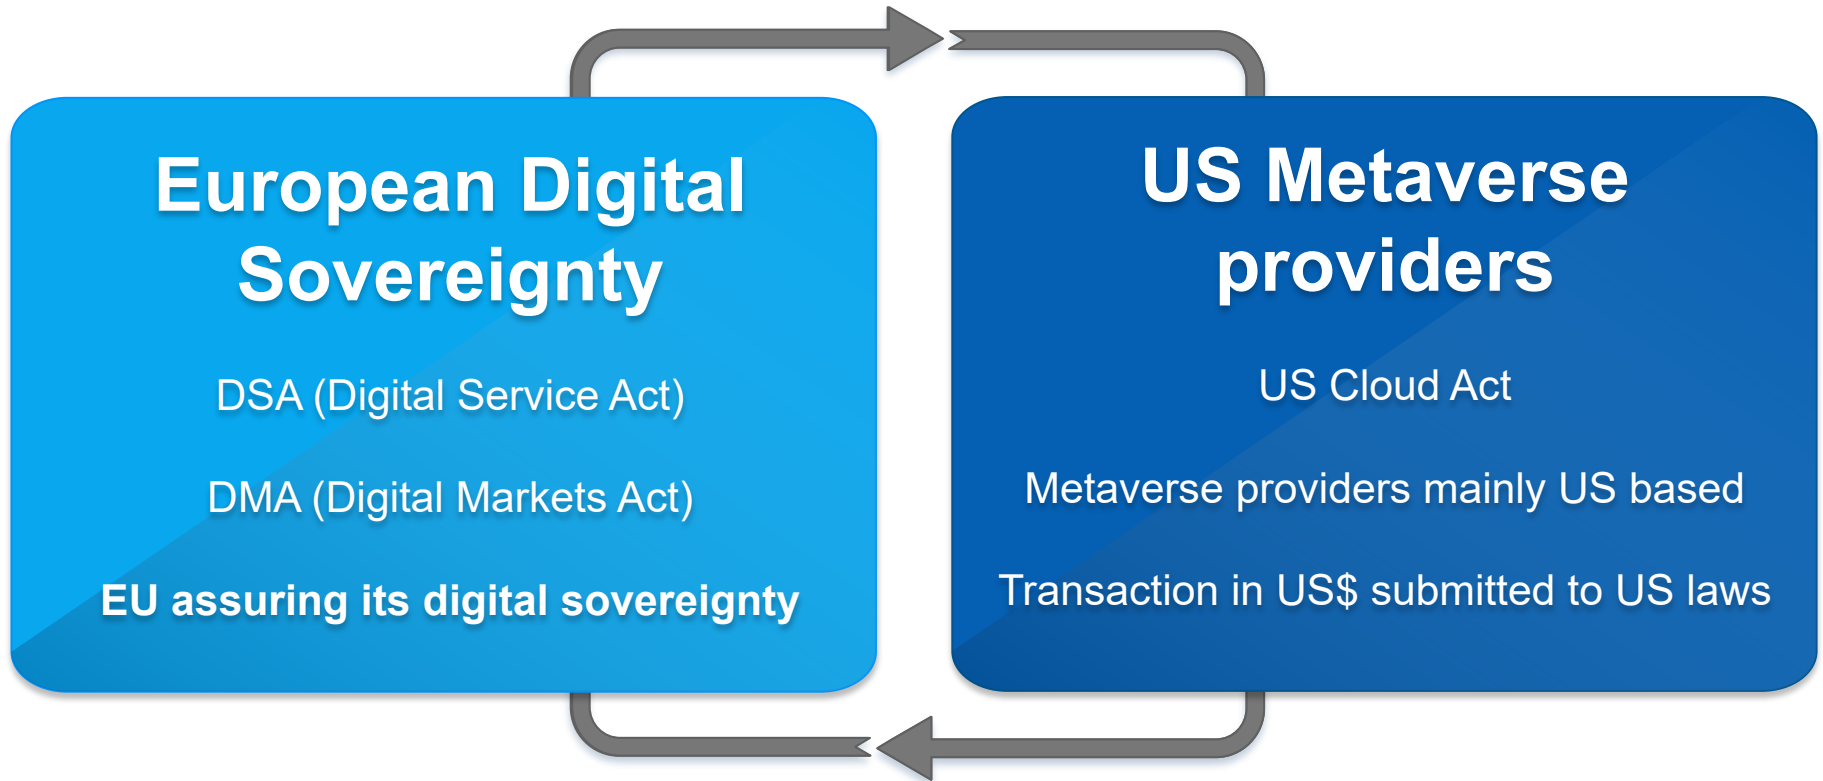 European Digital
Sovereignty
DSA (Digital Service Act)
DMA (Digital Markets Act)
EU assuring its digital sovereignty
US Metaverse
providers
US Cloud Act
Metaverse providers mainly US based
Transaction in US$ submitted to US laws